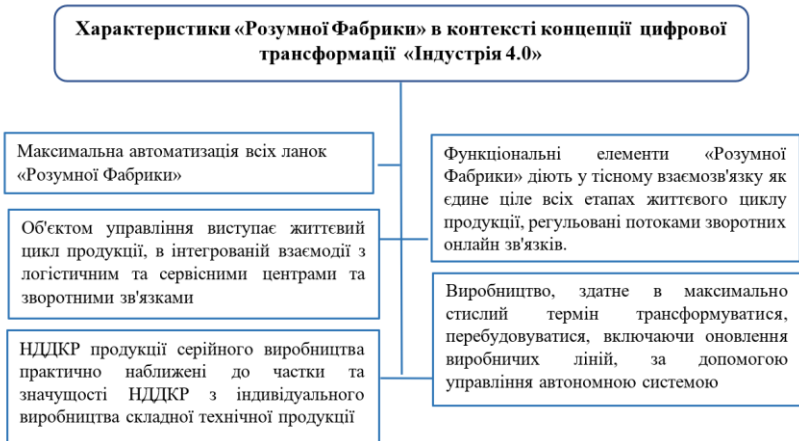 Характеристики «Розумної Фабрики» в контексті концепції цифрової
трансформації «Індустрія 4.0»
Максимальна автоматизація всіх ланок
«Розумної Фабрики»
Об'єктом управління виступає життєвий
цикл продукції, в інтегрованій взаємодії з
логістичним та сервісними центрами та
зворотними зв'язками
НДДКР продукції серійного виробництва
практично наближені до частки та
значущості НДДКР з індивідуального
виробництва складної технічної продукції
Функціональні елементи «Розумної
Фабрики» діють у тісному взаємозв'язку як
єдине ціле всіх етапах життєвого циклу
продукції, регульовані потоками зворотних
онлайн зв'язків.
Виробництво, здатне в максимально
стислий термін трансформуватися,
перебудовуватися, включаючи оновлення
виробничих ліній, за допомогою
управління автономною системою